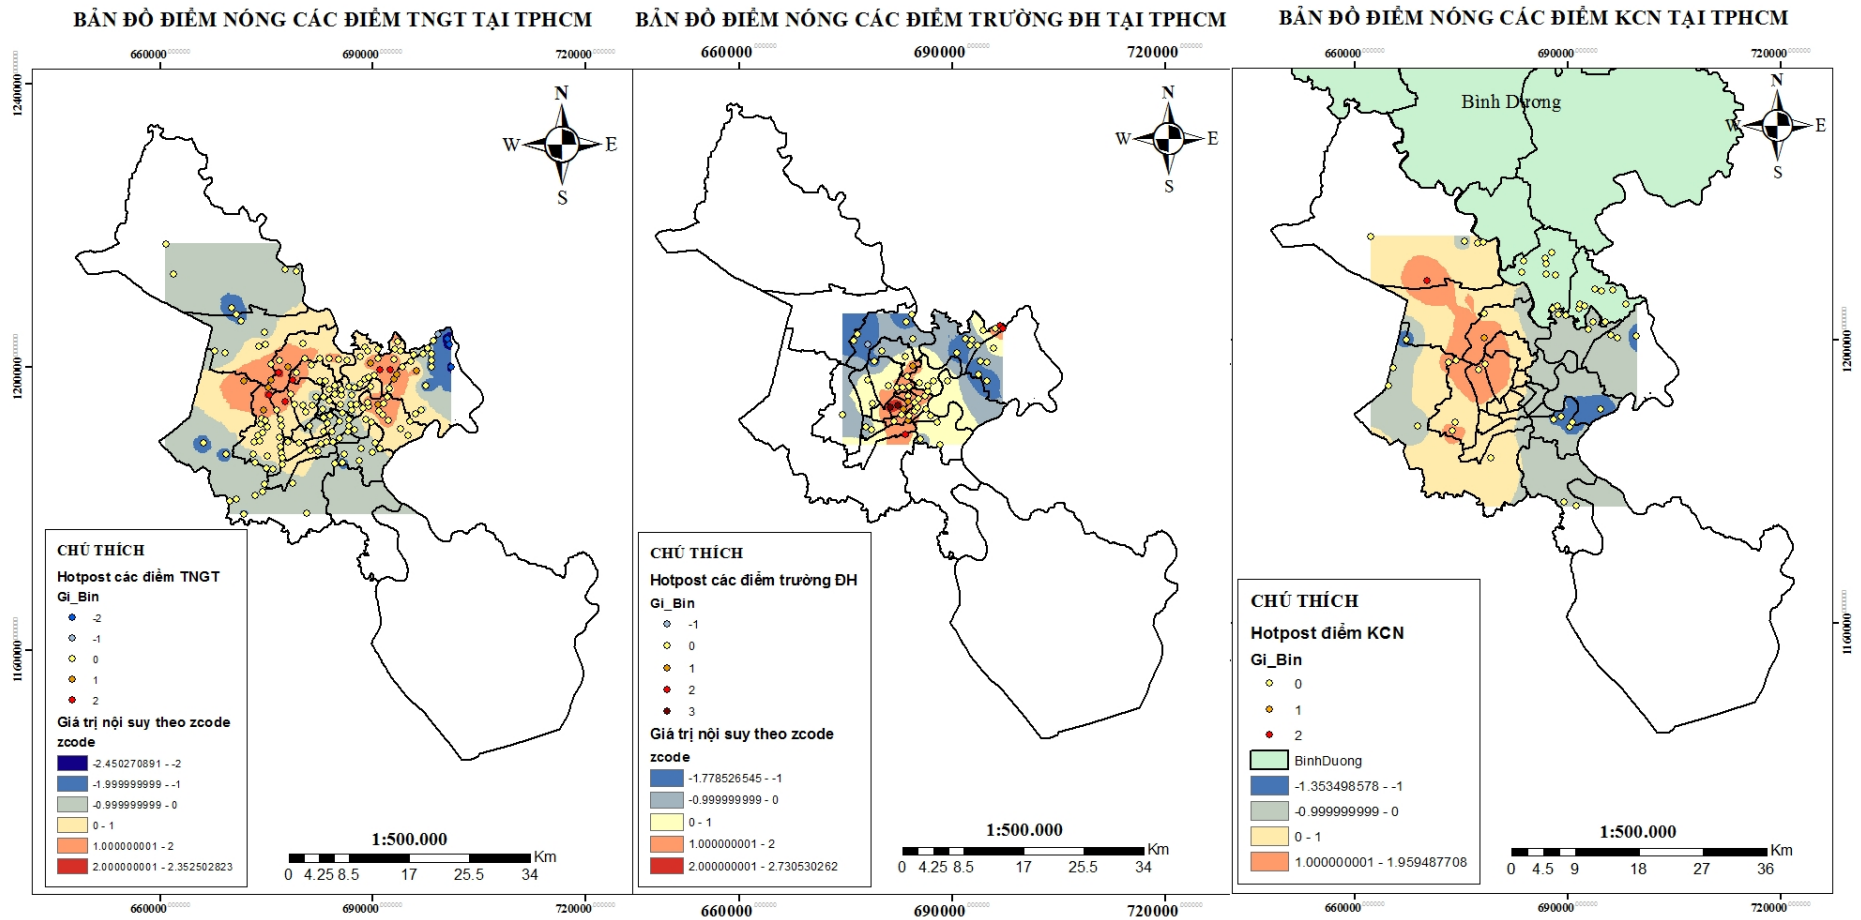 BẢN ĐỒ ĐIỂM NÓNG CÁC ĐIỂM TNGT TẠI TPHCM
660000 690000 720000
1240000
1200000
1160000
N
W E
S
CHÚ THÍCH
Hotpost các điểm TNGT
Gi_Bin
-2
-1
0
1
2
Giá trị nội suy theo zcode
zcode
-2.450270891 - -2
-1.999999999 - -1
-0.999999999 - 0
0 - 1
1.000000001 - 2
2.000000001 - 2.352502823
1:500.000
Km
0 4.25 8.5 17 25.5 34
660000 690000 720000
BẢN ĐỒ ĐIỂM NÓNG CÁC ĐIỂM TRƯỜNG ĐH TẠI TPHCM
660000 690000 720000
N
W E
S
CHÚ THÍCH
Hotpost các điểm trường ĐH
Gi_Bin
-1
0
1
2
3
Giá trị nội suy theo zcode
zcode
-1.778526545 - -1
-0.999999999 - 0
0 - 1
1.000000001 - 2
2.000000001 - 2.730530262
1:500.000
Km
0 4.25 8.5 17 25.5 34
660000 690000 720000
BẢN ĐỒ ĐIỂM NÓNG CÁC ĐIỂM KCN TẠI TPHCM
660000 690000 720000
Bình Dương
N
W E
S
1200000
1160000
CHÚ THÍCH
Hotpost điểm KCN
Gi_Bin
0
1
2
BinhDuong
-1.353498578 - -1
-0.999999999 - 0
0 - 1
1.000000001 - 1.959487708
1:500.000
Km
0 4.5 9 18 27 36
660000 690000 720000